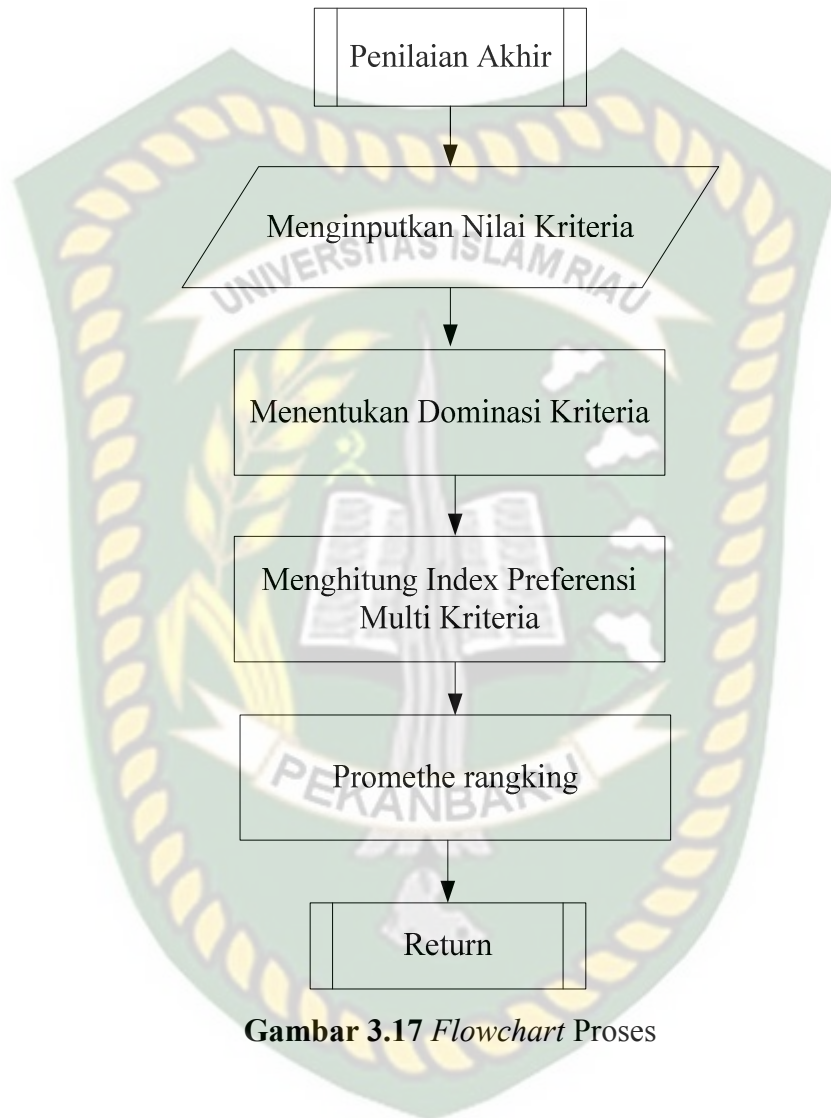 Penilaian Akhir
Menginputkan Nilai Kriteria
UNIVERSITAS ISLAM RIAU
Menentukan Dominasi Kriteria
Menghitung Index Preferensi
Multi Kriteria
Promethe rangking
PEKANBARU
Return
Gambar 3.17 Flowchart Proses